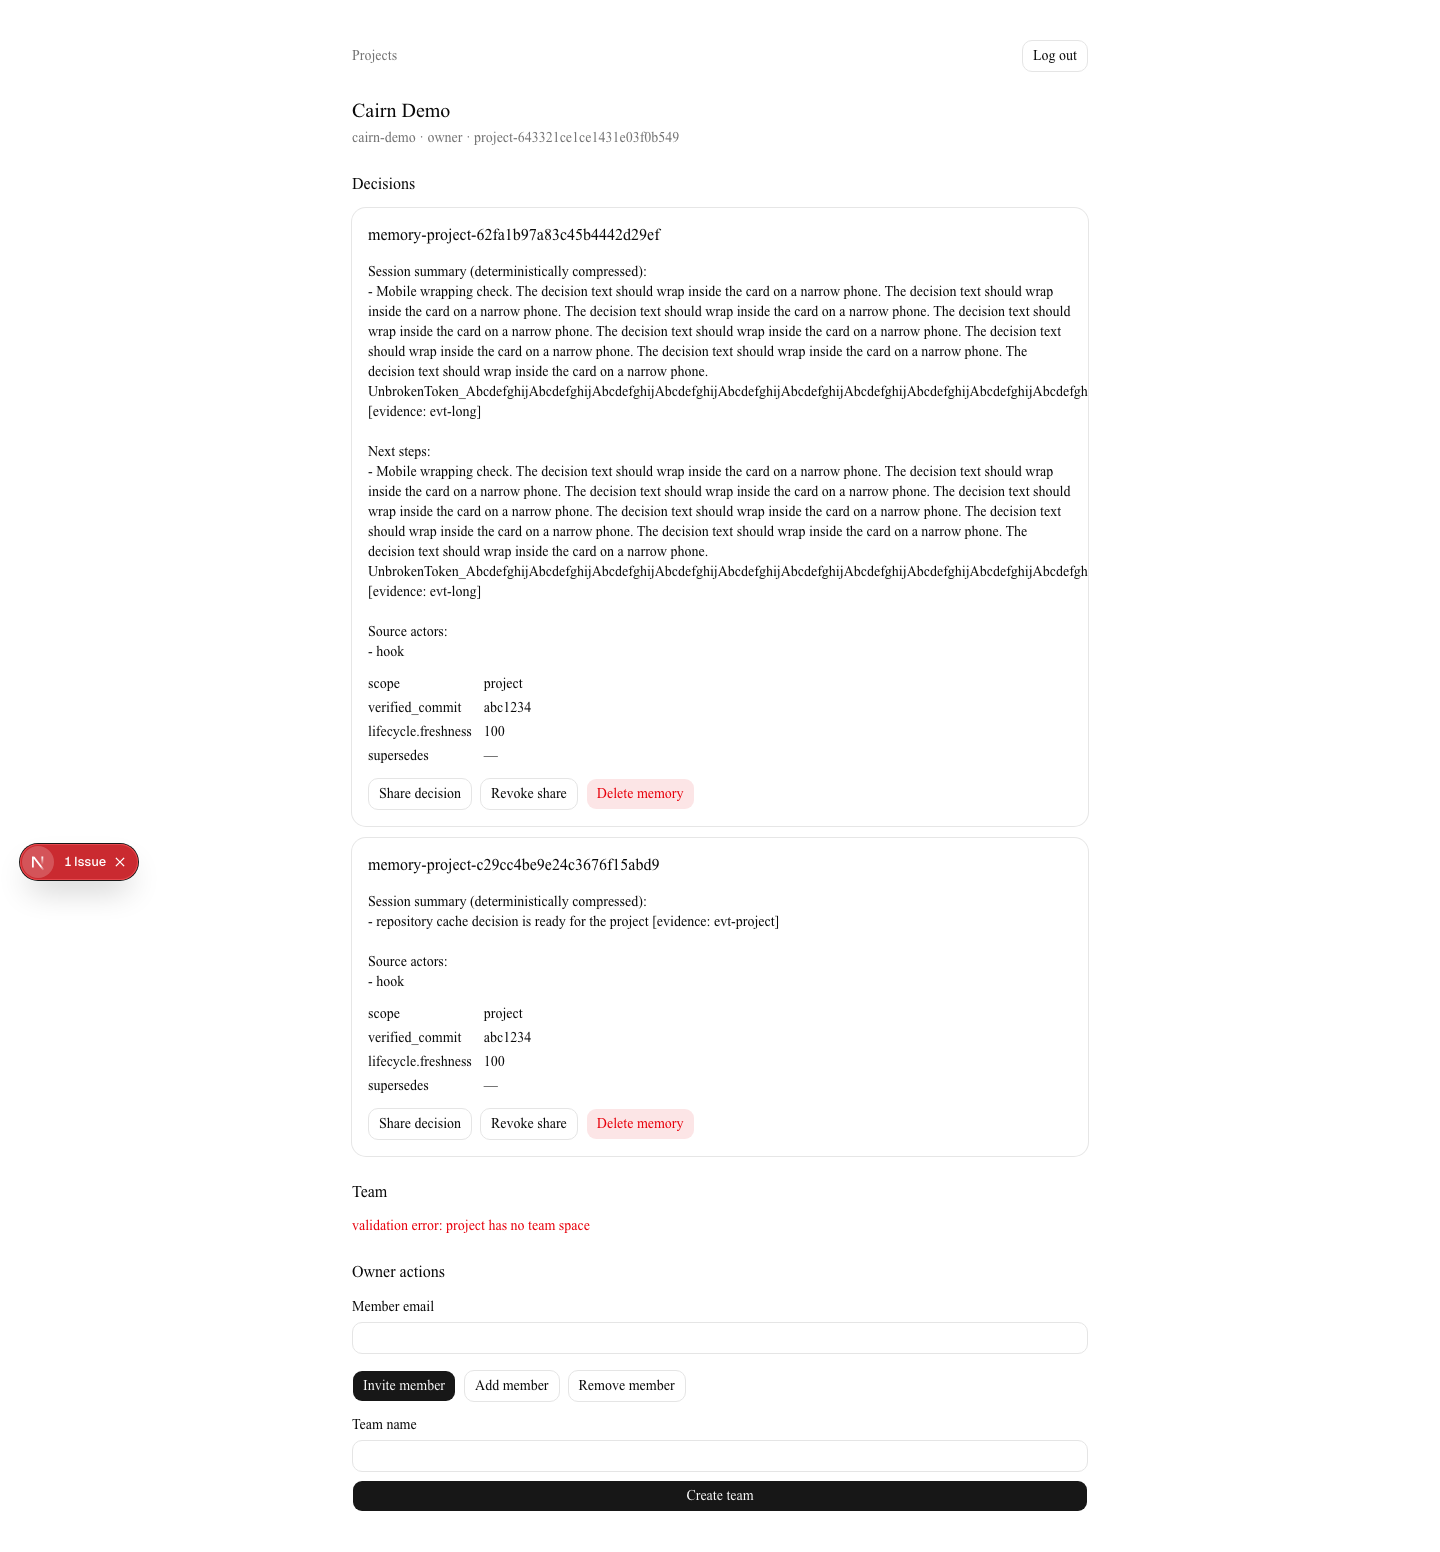 Projects
Log out
Cairn Demo
cairn-demo · owner · project-643321ce1ce1431e03f0b549
Decisions
memory-project-62fa1b97a83c45b4442d29ef
Session summary (deterministically compressed):
- Mobile wrapping check. The decision text should wrap inside the card on a narrow phone. The decision text should wrap
inside the card on a narrow phone. The decision text should wrap inside the card on a narrow phone. The decision text should
wrap inside the card on a narrow phone. The decision text should wrap inside the card on a narrow phone. The decision text
should wrap inside the card on a narrow phone. The decision text should wrap inside the card on a narrow phone. The
decision text should wrap inside the card on a narrow phone.
UnbrokenToken_AbcdefghijAbcdefghijAbcdefghijAbcdefghijAbcdefghijAbcdefghijAbcdefghijAbcdefghijAbcdefghijAbcdefgh
[evidence: evt-long]
Next steps:
- Mobile wrapping check. The decision text should wrap inside the card on a narrow phone. The decision text should wrap
inside the card on a narrow phone. The decision text should wrap inside the card on a narrow phone. The decision text should
wrap inside the card on a narrow phone. The decision text should wrap inside the card on a narrow phone. The decision text
should wrap inside the card on a narrow phone. The decision text should wrap inside the card on a narrow phone. The
decision text should wrap inside the card on a narrow phone.
UnbrokenToken_AbcdefghijAbcdefghijAbcdefghijAbcdefghijAbcdefghijAbcdefghijAbcdefghijAbcdefghijAbcdefghijAbcdefgh
[evidence: evt-long]
Source actors:
- hook
scope project
verified_commit abc1234
lifecycle.freshness 100
supersedes —
Share decision Revoke share Delete memory
1 Issue
memory-project-c29cc4be9e24c3676f15abd9
Session summary (deterministically compressed):
- repository cache decision is ready for the project [evidence: evt-project]
Source actors:
- hook
scope project
verified_commit abc1234
lifecycle.freshness 100
supersedes —
Share decision Revoke share Delete memory
Team
validation error: project has no team space
Owner actions
Member email
Invite member Add member Remove member
Team name
Create team